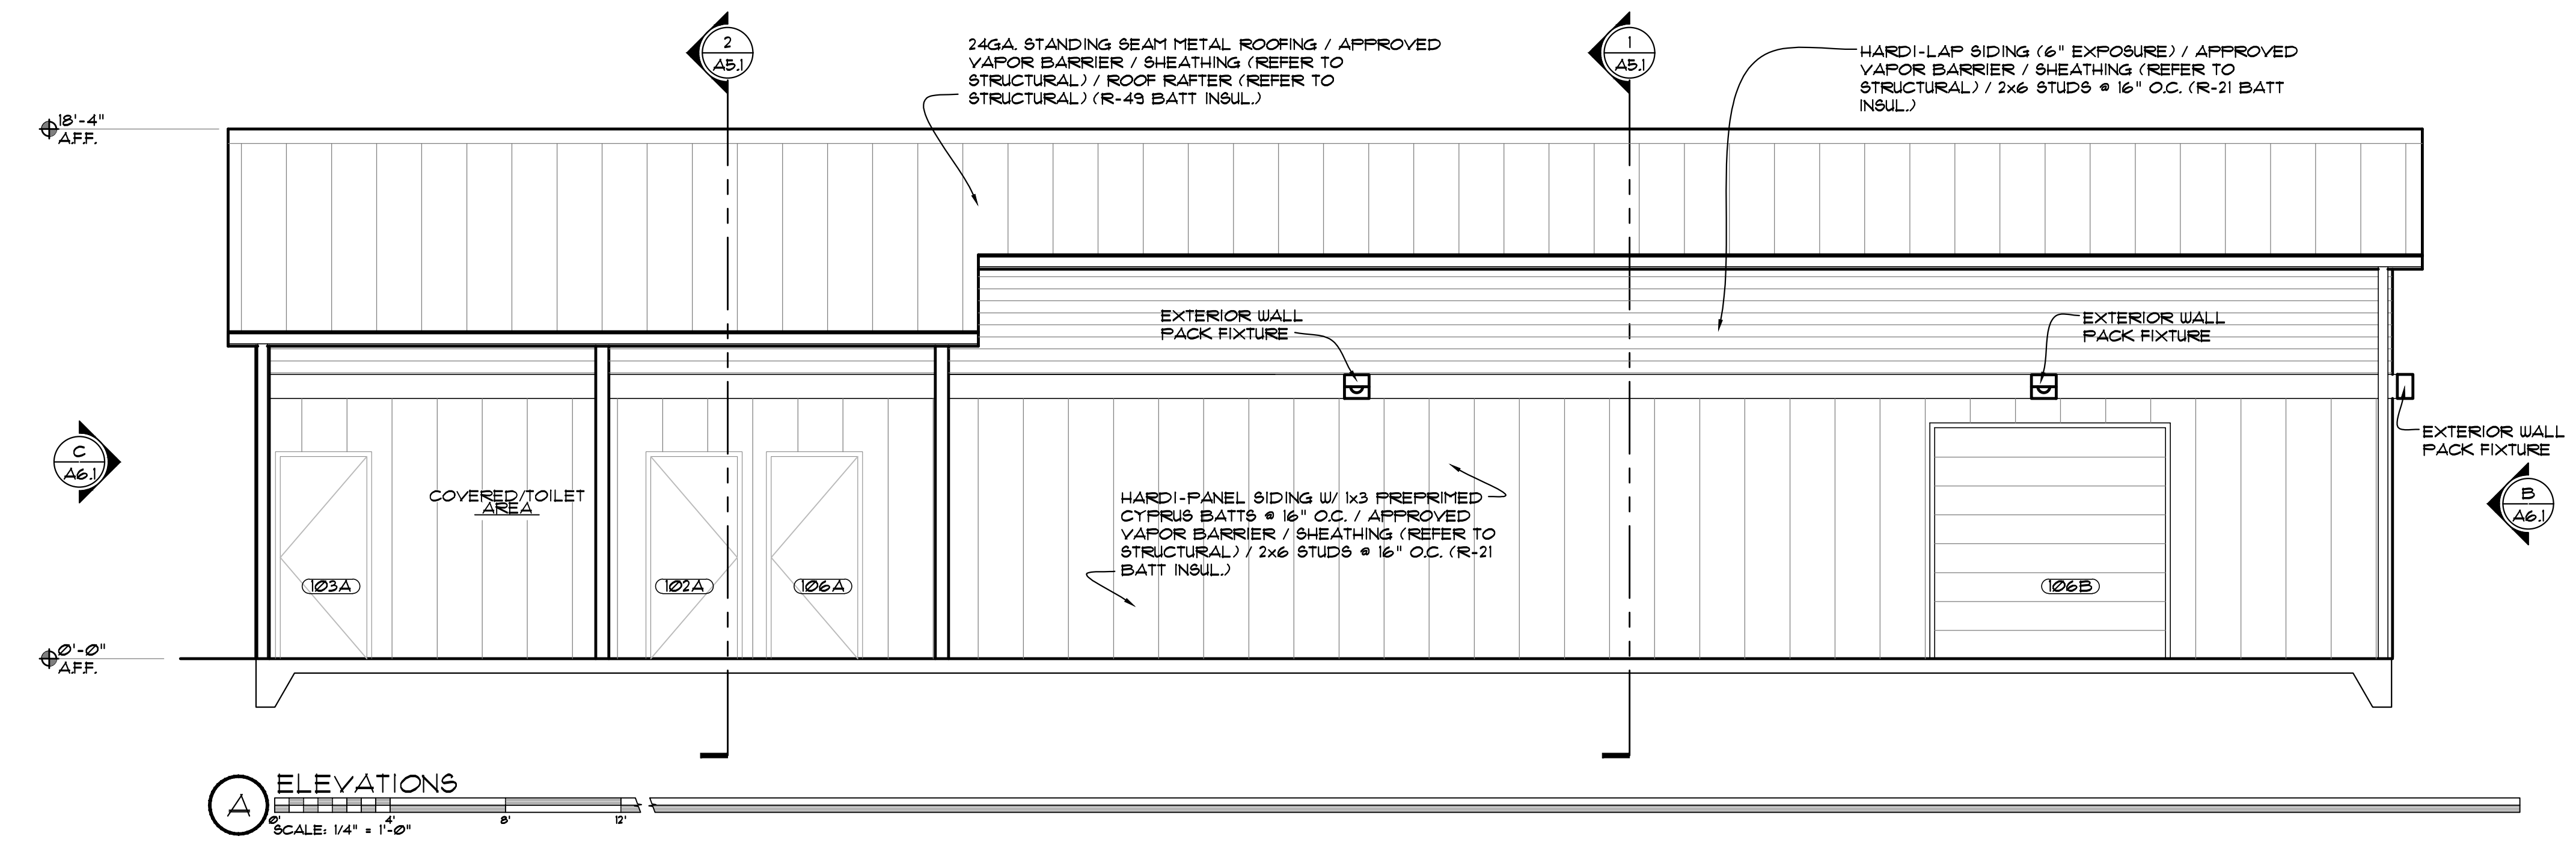 2
A5.1
24GA. STANDING SEAM METAL ROOFING / APPROVED
VAPOR BARRIER / SHEATHING (REFER TO
STRUCTURAL) / ROOF RAFTER (REFER TO
STRUCTURAL) (R-49 BATT INSUL.)
1
A5.1
HARDI-LAP SIDING (6" EXPOSURE) / APPROVED
VAPOR BARRIER / SHEATHING (REFER TO
STRUCTURAL) / 2x6 STUDS @ 16" O.C. (R-21 BATT
INSUL.)
18'-4"
A.F.F.
EXTERIOR WALL
PACK FIXTURE
EXTERIOR WALL
PACK FIXTURE
EXTERIOR WALL
PACK FIXTURE
C
A6.1
COVERED/TOILET
AREA
HARDI-PANEL SIDING W/ 1x3 PREPRIMED
CYPRUS BATTS @ 16" O.C. / APPROVED
VAPOR BARRIER / SHEATHING (REFER TO
STRUCTURAL) / 2x6 STUDS @ 16" O.C. (R-21
BATT INSUL.)
B
A6.1
103A
102A
106A
106B
0'-0"
A.F.F.
A
ELEVATIONS
0'
4'
8'
12'
SCALE: 1/4" = 1'-0"